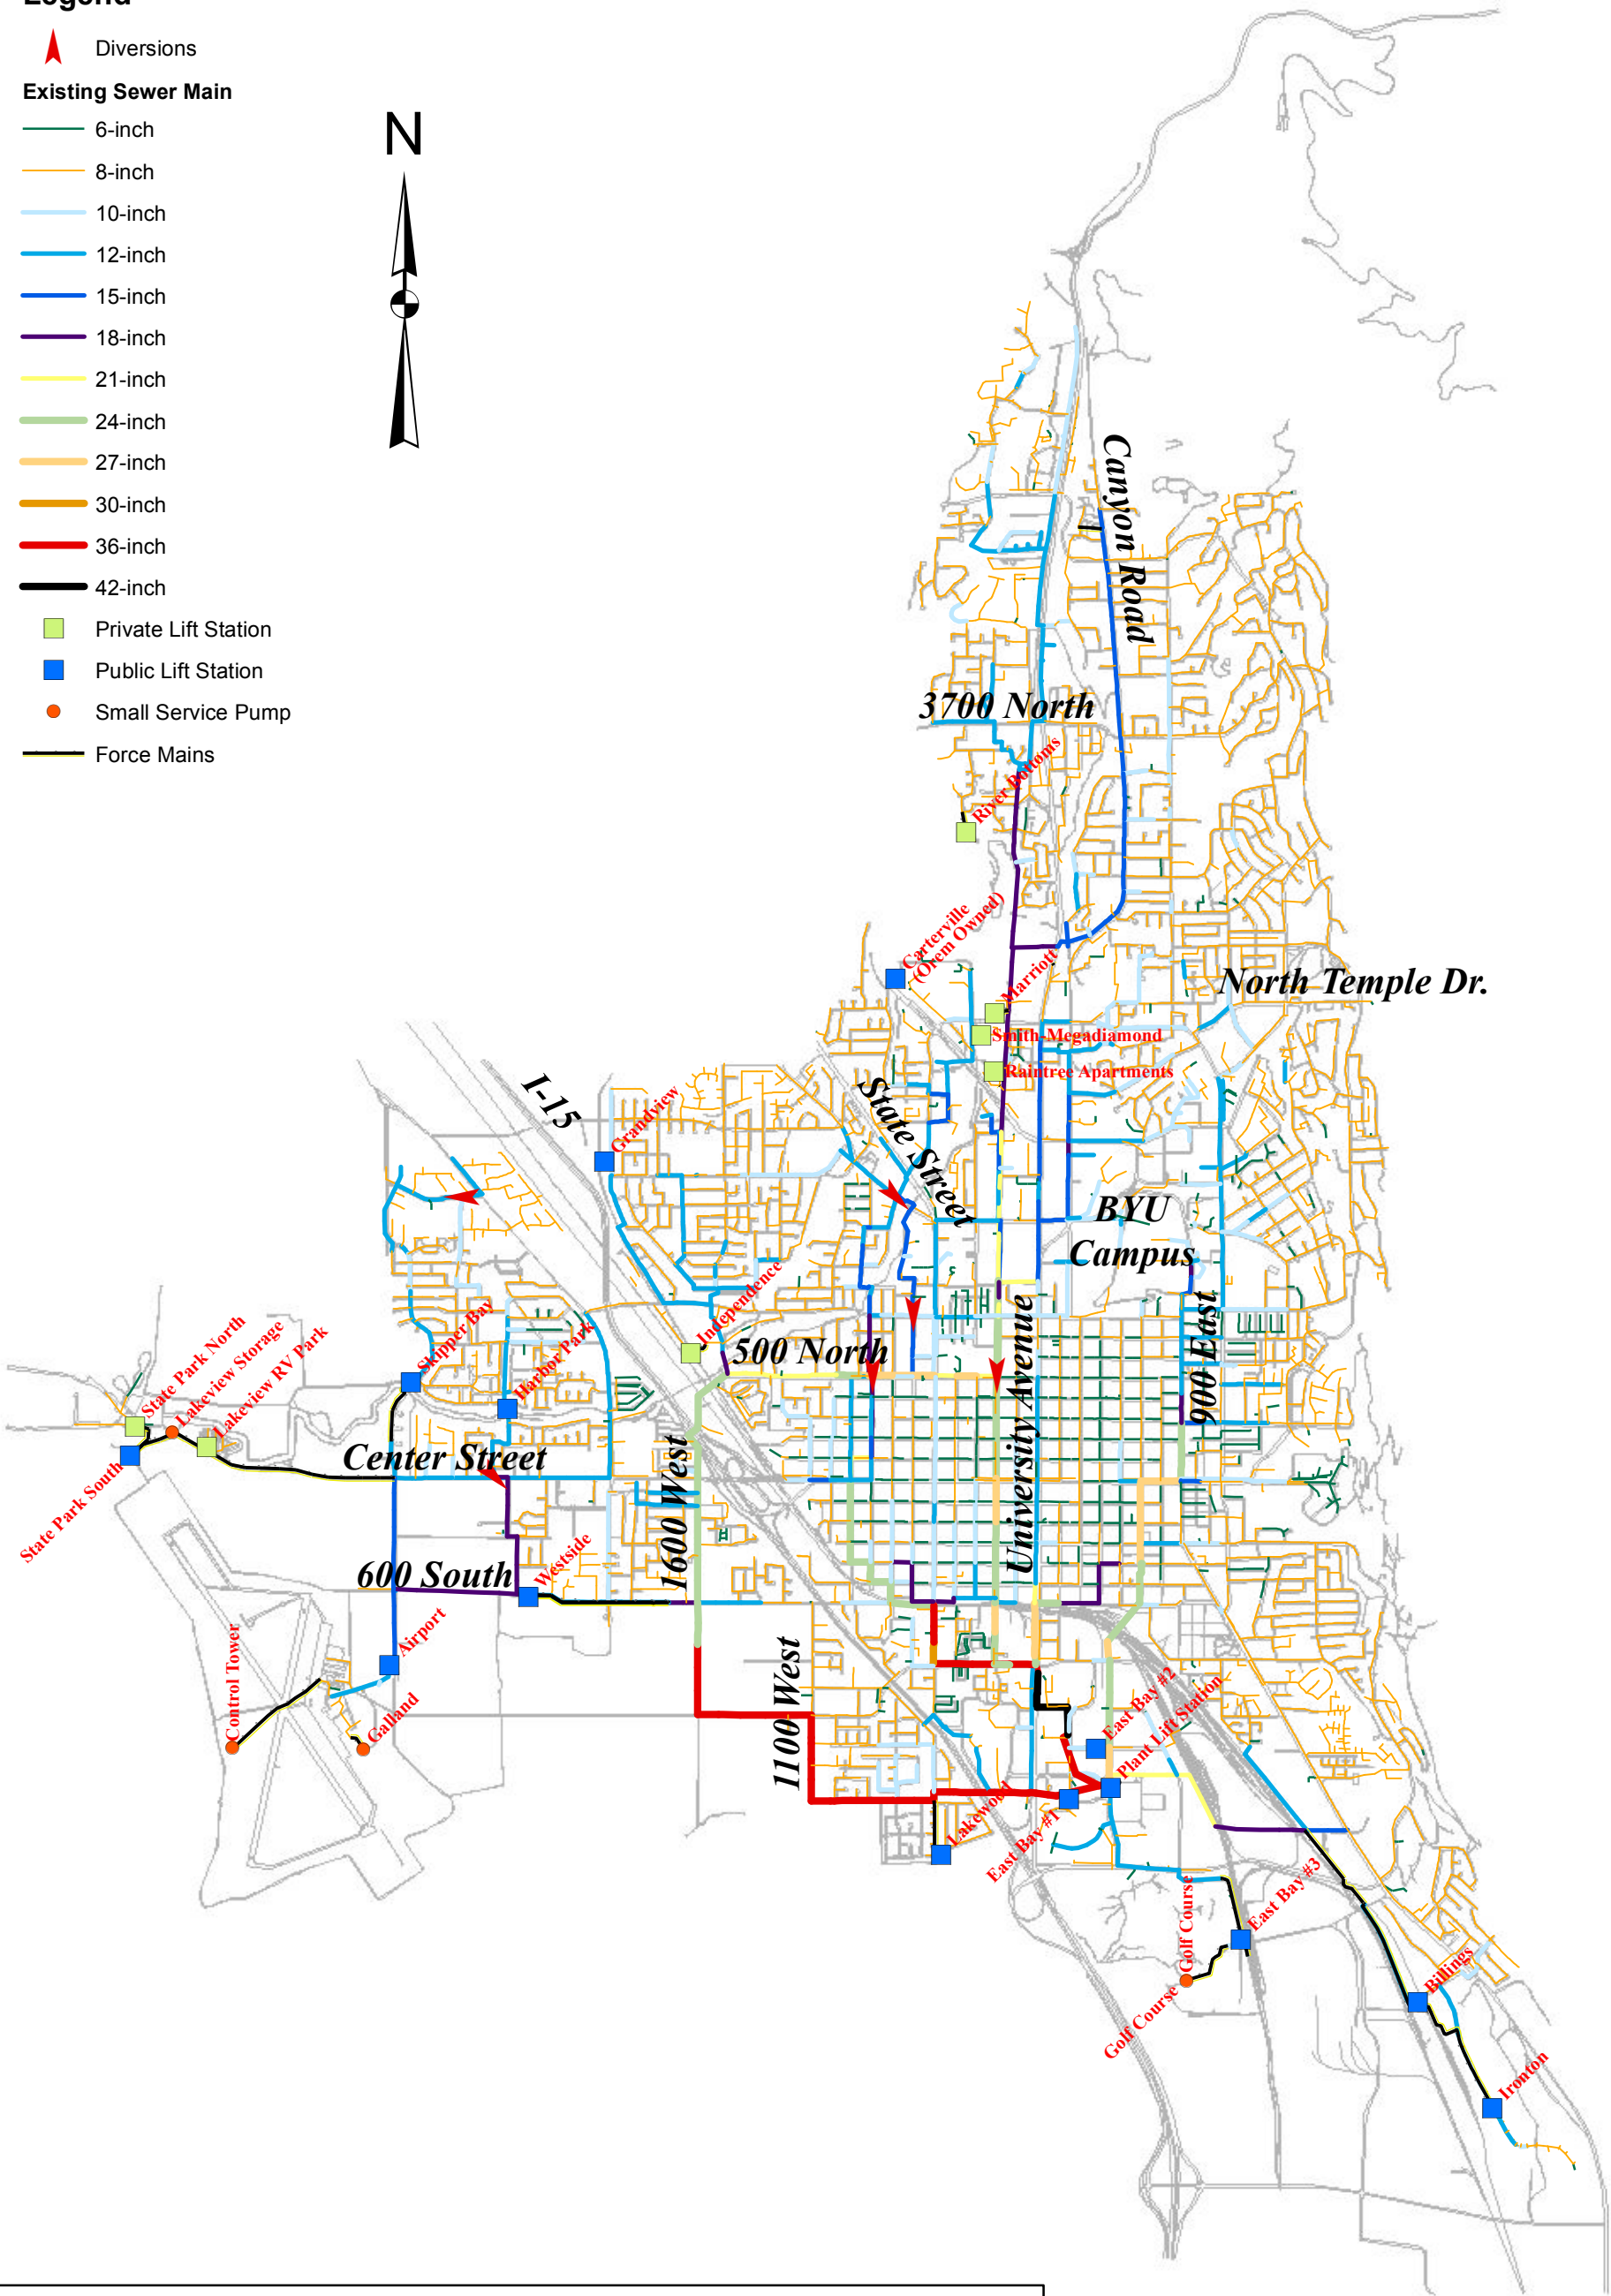 Legend
Diversions
Existing Sewer Main
6-inch
8-inch
10-inch
12-inch
15-inch
18-inch
21-inch
24-inch
27-inch
30-inch
36-inch
42-inch
Private Lift Station
Public Lift Station
Small Service Pump
Force Mains
N
Canyon Road
3700 North
River Bottoms
Carterville
(Orem Owned)
Marriott
North Temple Dr.
Smith-Megadiamond
Raintree Apartments
I-15
Grandview
State Street
BYU
Campus
Independence
500 North
University Avenue
900 East
Skipper Bay
Harbor Park
State Park North
Lakeview Storage
Lakeview RV Park
State Park South
Center Street
1600 West
600 South
Westside
Airport
Control Tower
Galland
1100 West
East Bay #2
Plant Lift Station
Lakewood
East Bay #1
East Bay #3
Golf Course
Golf Course
Billings
Ironton